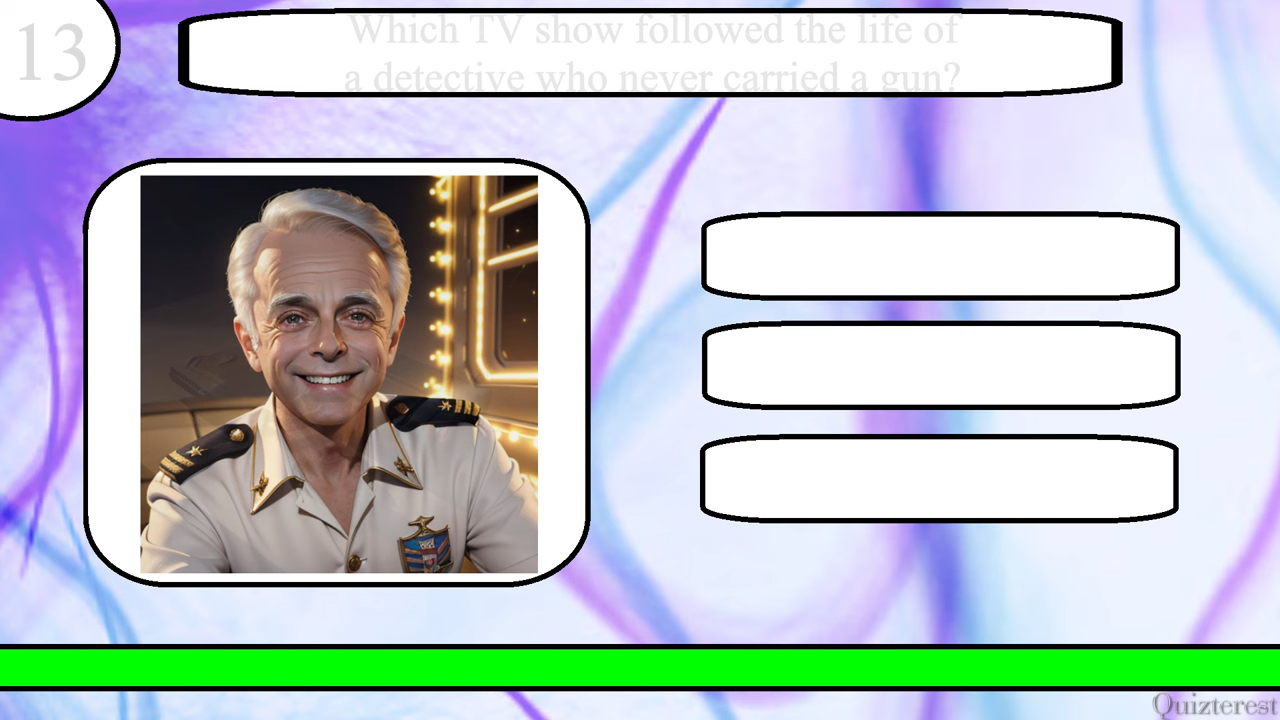 13
Which TV show followed the life of
a detective who never carried a gun?
Quizterest